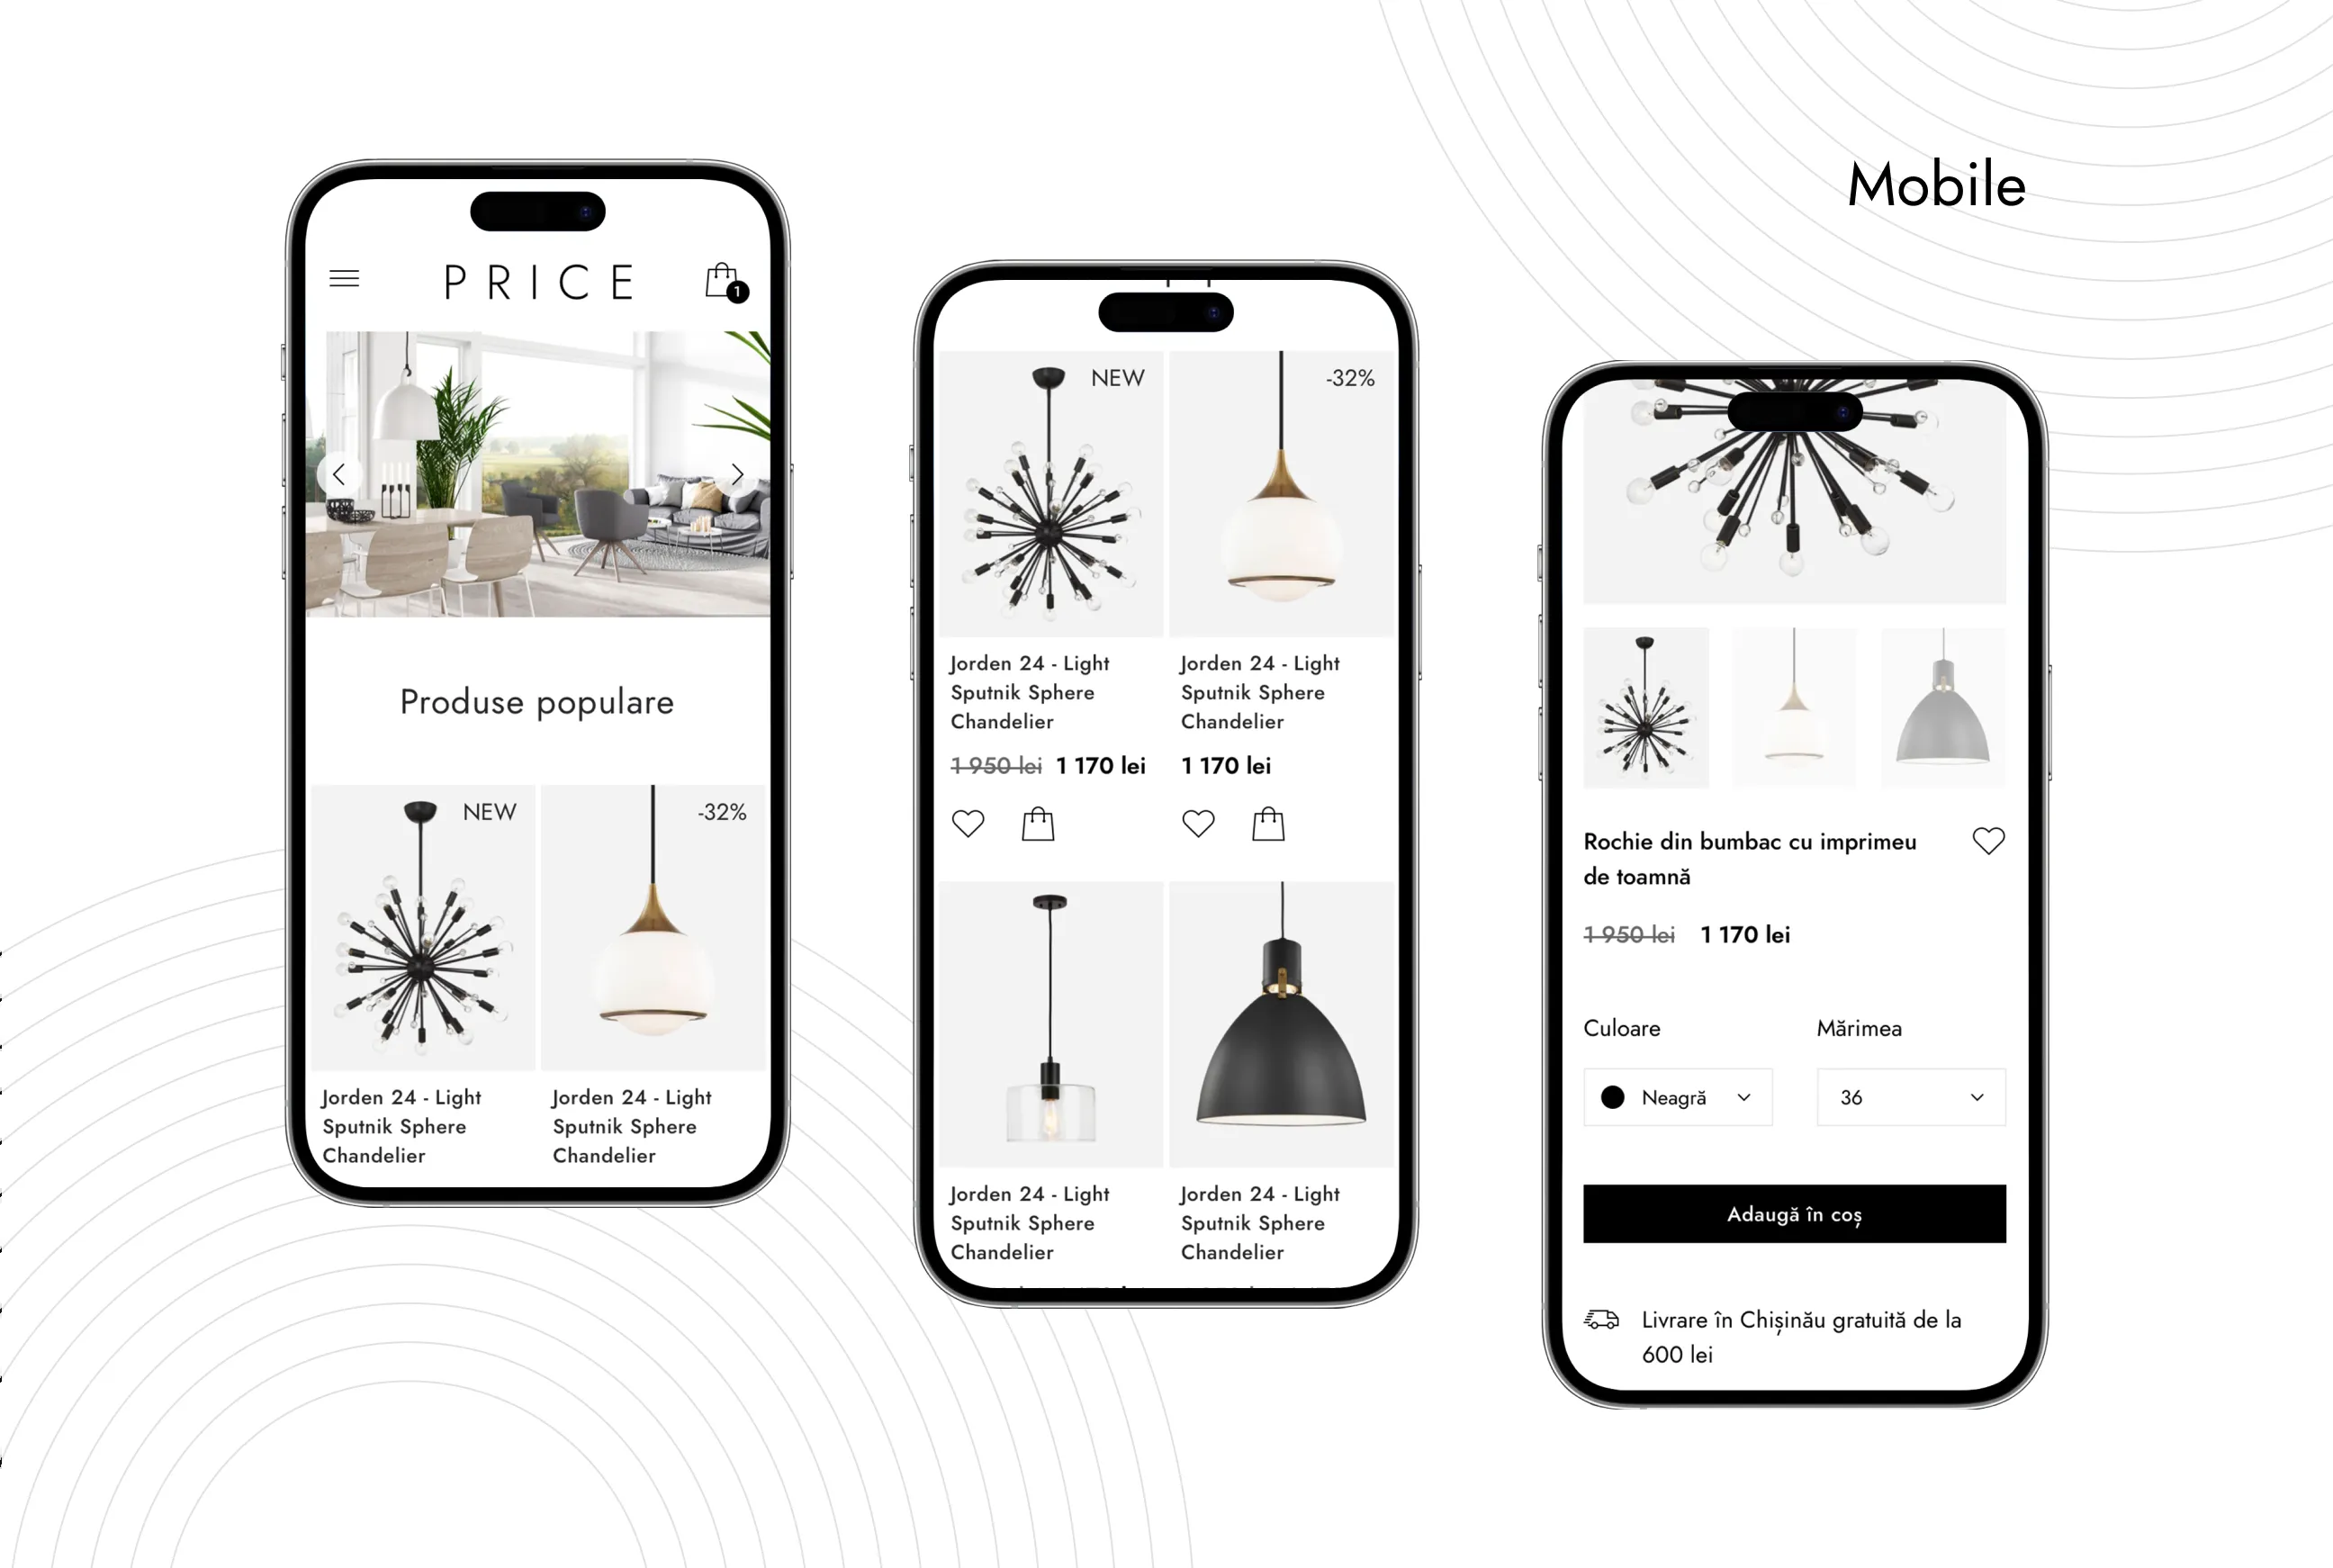 Mobile
PRICE
1
Produse populare
NEW
-32%
Jorden 24 - Light
Sputnik Sphere
Chandelier
Jorden 24 - Light
Sputnik Sphere
Chandelier
NEW
-32%
Jorden 24 - Light
Sputnik Sphere
Chandelier
1 950 lei 1 170 lei
Jorden 24 - Light
Sputnik Sphere
Chandelier
1 170 lei
Jorden 24 - Light
Sputnik Sphere
Chandelier
Jorden 24 - Light
Sputnik Sphere
Chandelier
Rochie din bumbac cu imprimeu
de toamnă
1 950 lei 1 170 lei
Culoare
Mărimea
Neagră
36
Adaugă în coș
Livrare în Chișinău gratuită de la
600 lei